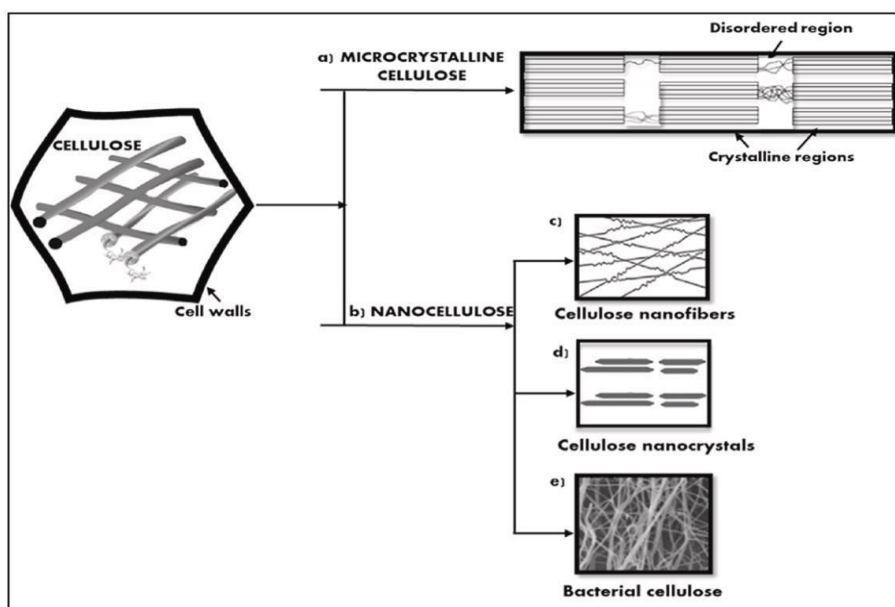 Disordered region
a) MICROCRYSTALLINE
CELLULOSE
CELLULOSE
Crystalline regions
c)
Cell walls
b) NANOCELLULOSE
Cellulose nanofibers
d)
Cellulose nanocrystals
e)
Bacterial cellulose